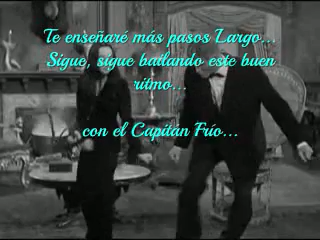 Te enseñaré más pasos Largo...
Sigue, sigue bailando este buen
ritmo...
con el Capitán Frío...